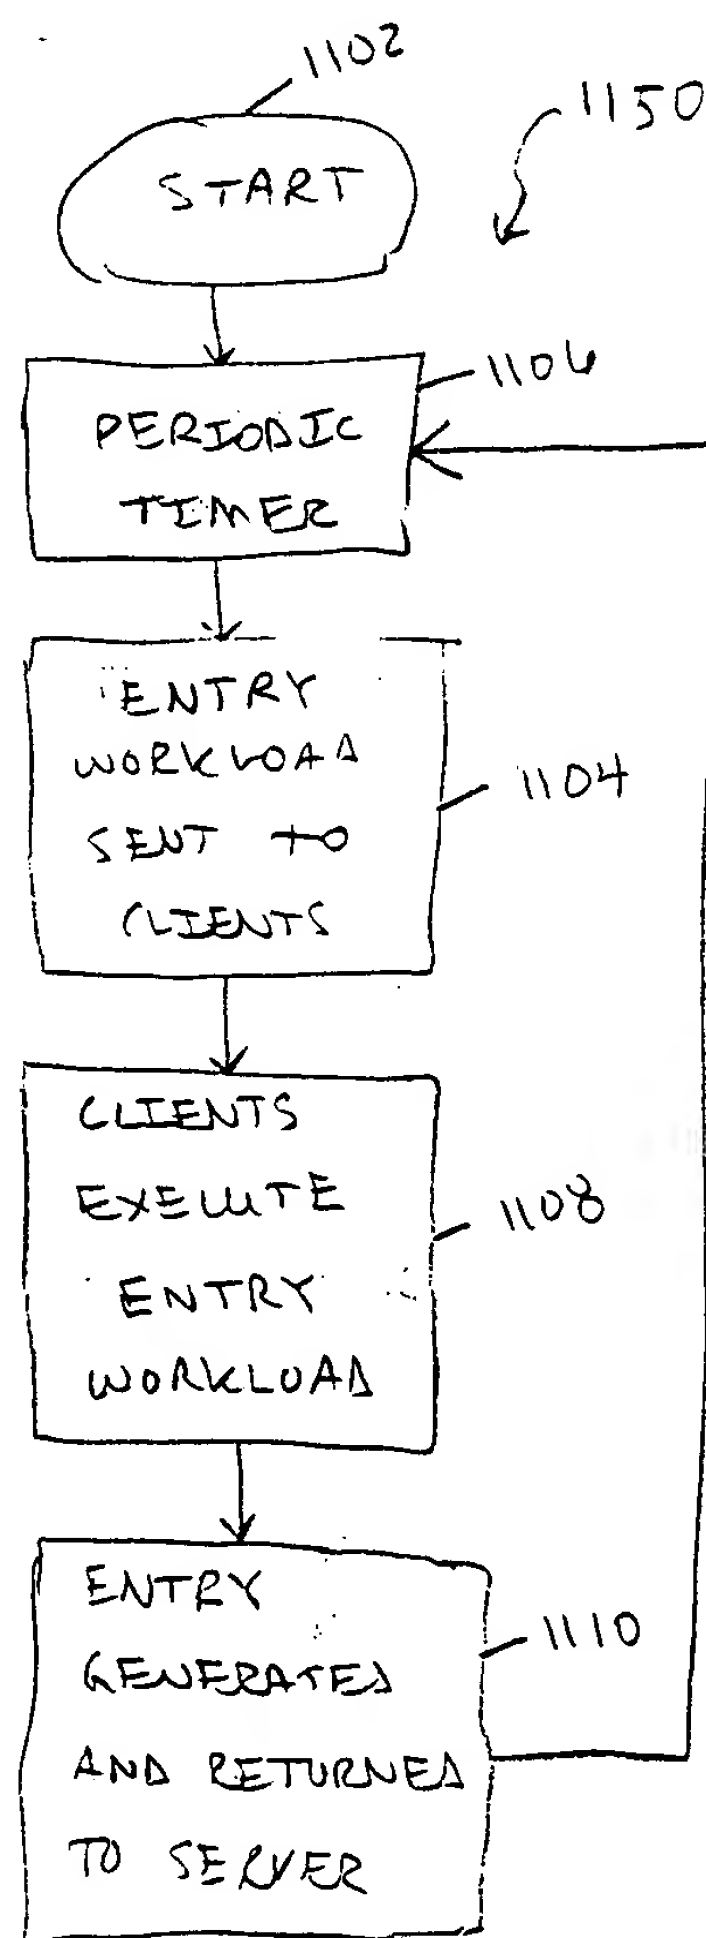 1102
1150
START
1106
PERIODIC
TIMER
ENTRY
WORKLOAD
SENT TO
CLIENTS
1104
CLIENTS
EXECUTE
ENTRY
WORKLOAD
1108
ENTRY
GENERATED
AND RETURNED
TO SERVER
1110